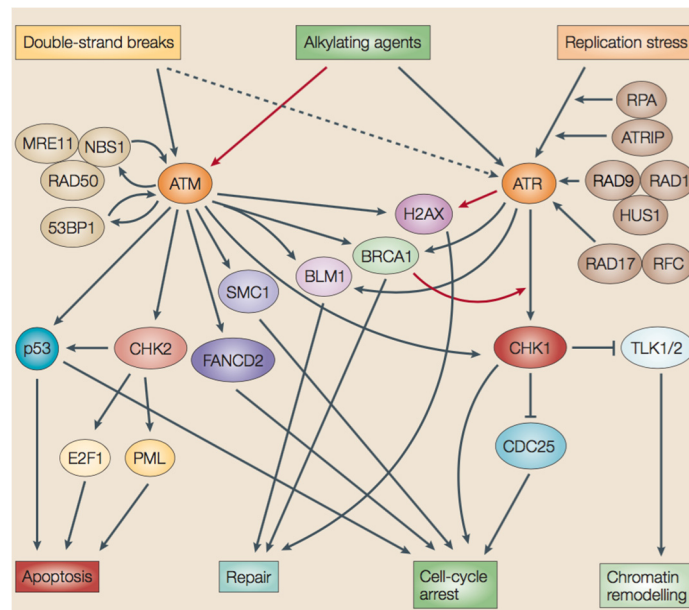 Double-strand breaks
Alkylating agents
Replication stress
RPA
MRE11
NBS1
ATRIP
RAD50
ATM
ATR
RAD9
RAD1
H2AX
HUS1
53BP1
BRCA1
RAD17
RFC
BLM1
SMC1
p53
CHK2
FANCD2
CHK1
TLK1/2
CDC25
E2F1
PML
Apoptosis
Repair
Cell-cycle
arrest
Chromatin
remodelling